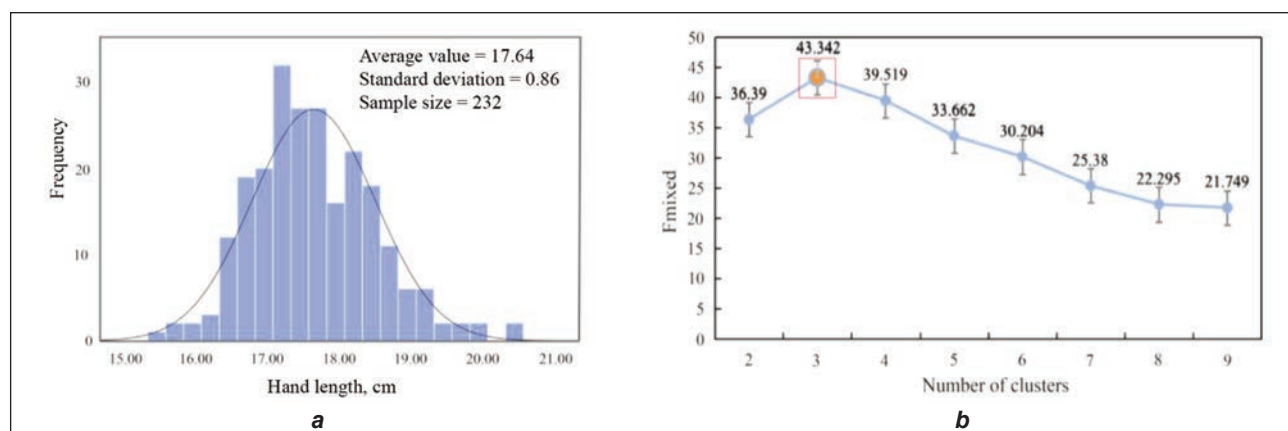 Average value = 17.64
Standard deviation = 0.86
Sample size = 232
Frequency
30
20
10
0
15.00 16.00 17.00 18.00 19.00 20.00 21.00
Hand length, cm
a
50
45
40
35
30
25
20
15
10
5
0
Fmixed
36.39
43.342
39.519
33.662
30.204
25.38
22.295
21.749
2 3 4 5 6 7 8 9
Number of clusters
b